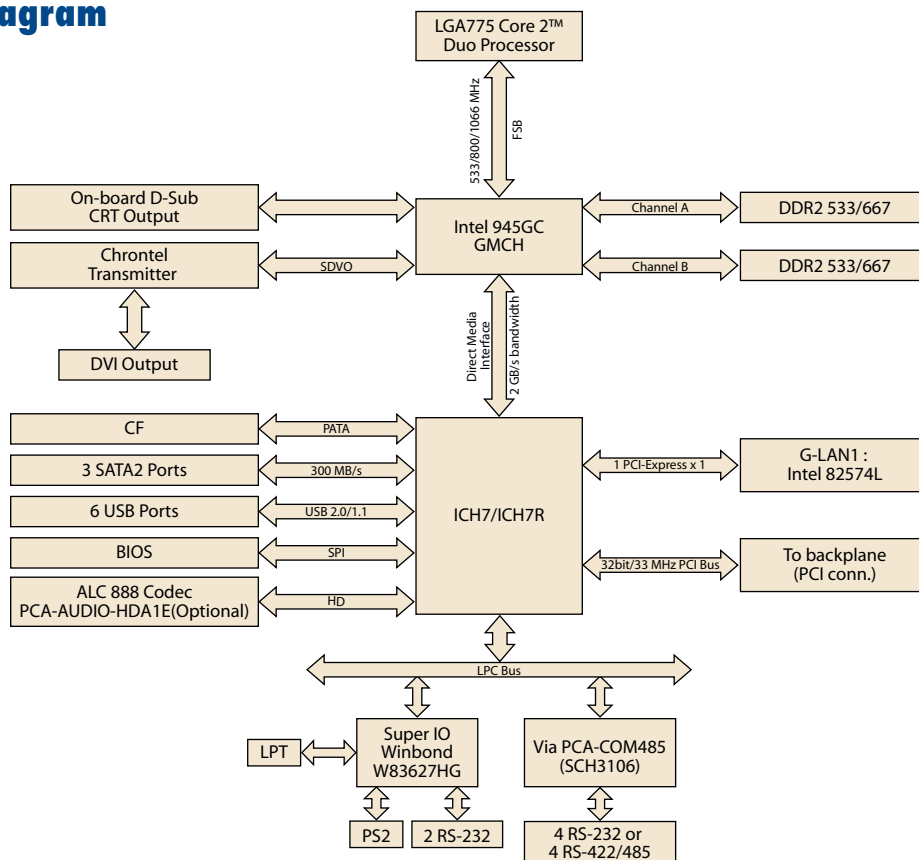 agram
LGA775 Core 2™
Duo Processor
533/800/1066 MHz
FSB
On-board D-Sub
CRT Output
Intel 945GC
GMCH
Channel A
DDR2 533/667
Chrontel
Transmitter
SDVO
Channel B
DDR2 533/667
DVI Output
Direct Media
Interface
2 GB/s bandwidth
CF
PATA
3 SATA2 Ports
300 MB/s
6 USB Ports
USB 2.0/1.1
BIOS
SPI
ALC 888 Codec
PCA-AUDIO-HDA1E(Optional)
HD
ICH7/ICH7R
1 PCI-Express x 1
G-LAN1 :
Intel 82574L
32bit/33 MHz PCI Bus
To backplane
(PCI conn.)
LPC Bus
LPT
Super IO
Winbond
W83627HG
Via PCA-COM485
(SCH3106)
PS2
2 RS-232
4 RS-232 or
4 RS-422/485